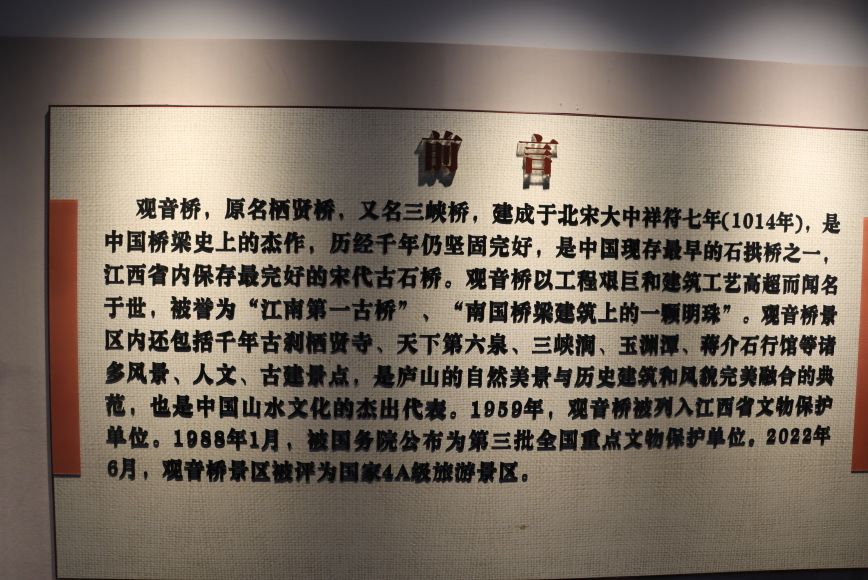 前 言
观音桥，原名栖贤桥，又名三峡桥，建成于北宋大中祥符七年(1014年)，是
中国桥梁史上的杰作，历经千年仍坚固完好，是中国现存最早的石拱桥之一，
江西省内保存最完好的宋代古石桥。观音桥以工程艰巨和建筑工艺高超而闻名
于世，被誉为“江南第一古桥”、“南国桥梁建筑上的一颗明珠”。观音桥景
区内还包括千年古刹栖贤寺、天下第六泉、三峡涧、玉渊潭、蒋介石行馆等诸
多风景、人文、古建景点，是庐山的自然美景与历史建筑和风貌完美融合的典
范，也是中国山水文化的杰出代表。1959年，观音桥被列入江西省文物保护
单位。1988年1月，被国务院公布为第三批全国重点文物保护单位。2022年
6月，观音桥景区被评为国家4A级旅游景区。